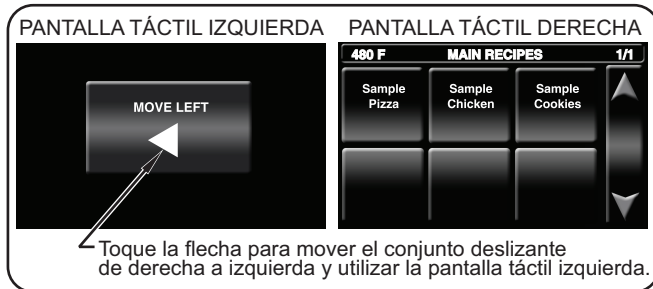 PANTALLA TÁCTIL IZQUIERDA
PANTALLA TÁCTIL DERECHA
MOVE LEFT
480 F MAIN RECIPES 1/1
Sample Sample Sample
Pizza Chicken Cookies
Toque la flecha para mover el conjunto deslizante
de derecha a izquierda y utilizar la pantalla táctil izquierda.